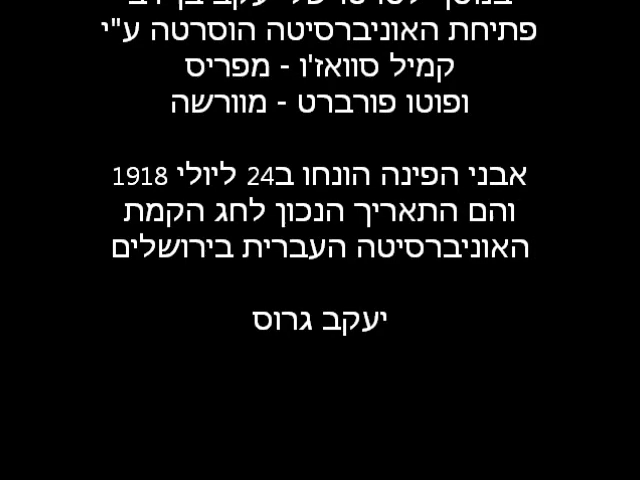 פתיחת האוניברסיטה הוסרטה ע"י
קמיל סוואז'ו - מפריס
ופוטו פורברט - מוורשה
אבני הפינה הונחו ב24 ליולי 1918
והם התאריך הנכון לחג הקמת
האוניברסיטה העברית בירושלים
יעקב גרוס